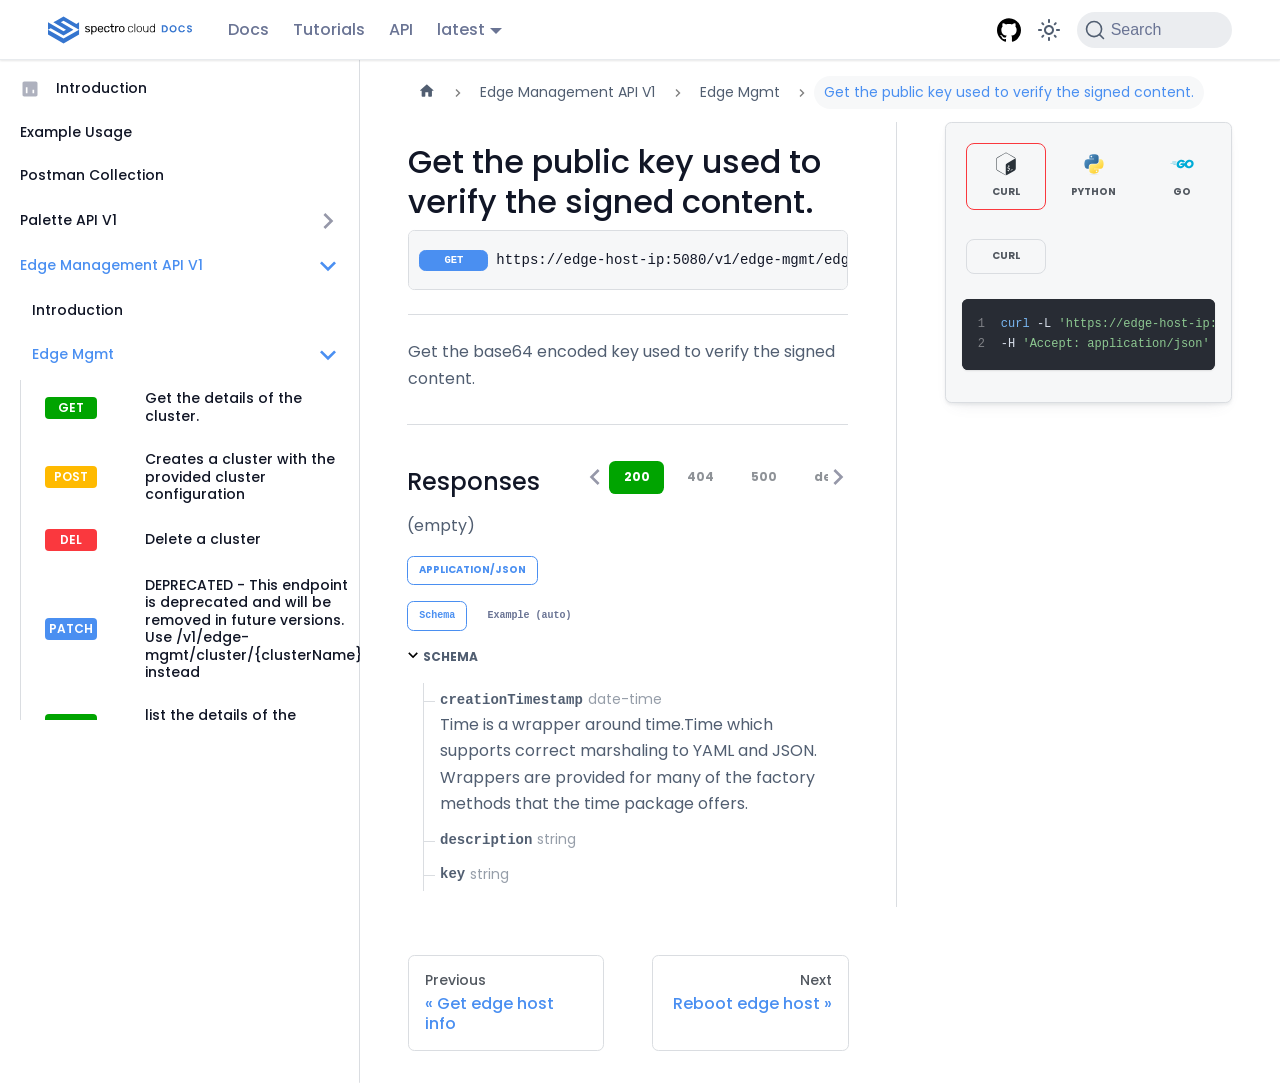 spectro cloud DOCS
Docs
Tutorials
API
latest
Search
Introduction
Example Usage
Postman Collection
Palette API V1
Edge Management API V1
Introduction
Edge Mgmt
GET
Get the details of the
cluster.
POST
Creates a cluster with the
provided cluster
configuration
DEL
Delete a cluster
PATCH
DEPRECATED - This endpoint
is deprecated and will be
removed in future versions.
Use /v1/edge-
mgmt/cluster/{clusterName}
instead
list the details of the
Edge Management API V1
Edge Mgmt
Get the public key used to verify the signed content.
Get the public key used to
verify the signed content.
GET
https://edge-host-ip:5080/v1/edge-mgmt/edg
Get the base64 encoded key used to verify the signed
content.
Responses
200
404
500
de
(empty)
APPLICATION/JSON
Schema
Example (auto)
SCHEMA
creationTimestamp date-time
Time is a wrapper around time.Time which
supports correct marshaling to YAML and JSON.
Wrappers are provided for many of the factory
methods that the time package offers.
description string
key string
Previous
« Get edge host
info
Next
Reboot edge host »
CURL
PYTHON
GO
GO
CURL
1 curl -L 'https://edge-host-ip:
2 -H 'Accept: application/json'